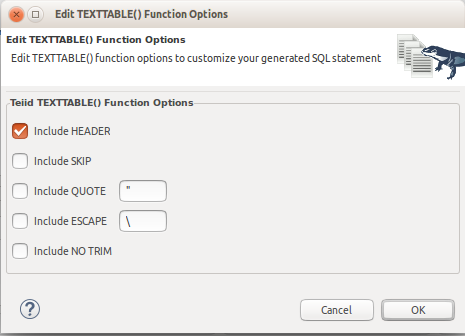 Edit TEXTTABLE() Function Options
Edit TEXTTABLE() Function Options
Edit TEXTTABLE() function options to customize your generated SQL statement
Teiid TEXTTABLE() Function Options
Include HEADER
Include SKIP
Include QUOTE "
Include ESCAPE \
Include NO TRIM
? Cancel OK